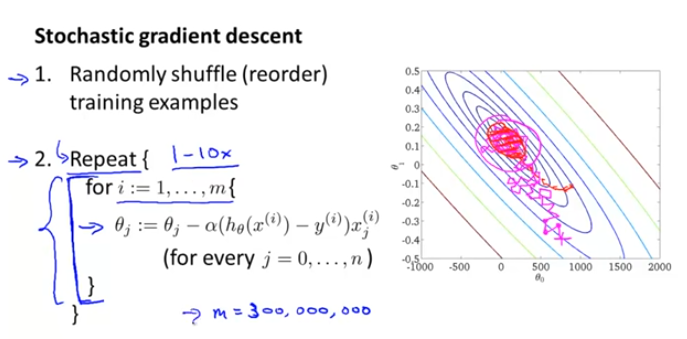 Stochastic gradient descent
→ 1. Randomly shuffle (reorder)
training examples
→ 2. Repeat { 1-10x
for i := 1, . . . , m {
→ θj := θj − α(hθ(x^(i)) − y^(i))x_j^(i)
(for every j = 0, . . . , n )
}
}
→ m = 300,000,000
0.5
0.4
0.3
0.2
0.1
0
-0.1
-0.2
-0.3
-0.4
-0.5
θ1
-1000 -500 0 500 1000 1500 2000
θ0